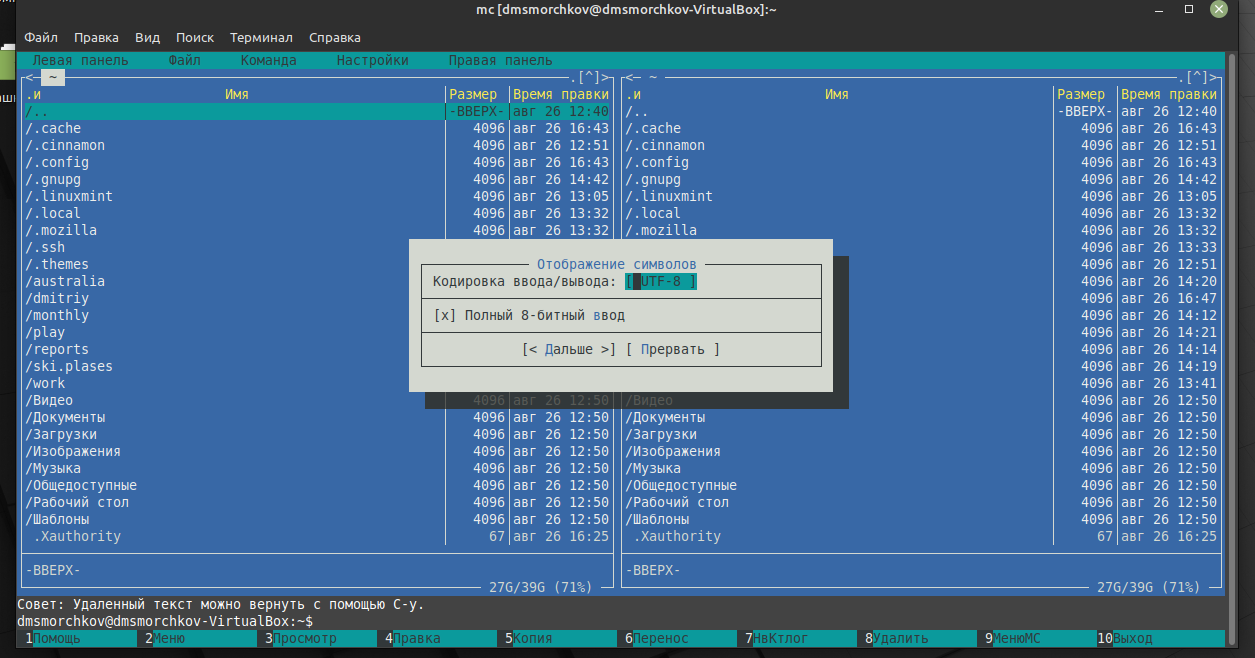 mc [dmsmorchkov@dmsmorchkov-VirtualBox]:~
Файл Правка Вид Поиск Терминал Справка
Левая панель Файл Команда Настройки Правая панель
<— ~ .[^]> <— ~ .[^]>
.и Имя Размер Время правки .и Имя Размер Время правки
/.. -ВВЕРХ- авг 26 12:40 /.. -ВВЕРХ- авг 26 12:40
/.cache 4096 авг 26 16:43 /.cache 4096 авг 26 16:43
/.cinnamon 4096 авг 26 12:51 /.cinnamon 4096 авг 26 12:51
/.config 4096 авг 26 16:43 /.config 4096 авг 26 16:43
/.gnupg 4096 авг 26 14:42 /.gnupg 4096 авг 26 14:42
/.linuxmint 4096 авг 26 13:05 /.linuxmint 4096 авг 26 13:05
/.local 4096 авг 26 13:32 /.local 4096 авг 26 13:32
/.mozilla 4096 авг 26 13:32 /.mozilla 4096 авг 26 13:32
/.ssh 4096 авг 26 13:33
/.themes 4096 авг 26 12:51
/australia 4096 авг 26 14:20
/dmitriy 4096 авг 26 16:47
/monthly 4096 авг 26 14:12
/play 4096 авг 26 14:21
/reports 4096 авг 26 14:14
/ski.plases 4096 авг 26 14:19
/work 4096 авг 26 13:41
Отображение символов
Кодировка ввода/вывода: [ UTF-8 ]
[x] Полный 8-битный ввод
[< Дальше >] [ Прервать ]
/Видео 4096 авг 26 12:50 /Видео 4096 авг 26 12:50
/Документы 4096 авг 26 12:50 /Документы 4096 авг 26 12:50
/Загрузки 4096 авг 26 12:50 /Загрузки 4096 авг 26 12:50
/Изображения 4096 авг 26 12:50 /Изображения 4096 авг 26 12:50
/Музыка 4096 авг 26 12:50 /Музыка 4096 авг 26 12:50
/Общедоступные 4096 авг 26 12:50 /Общедоступные 4096 авг 26 12:50
/Рабочий стол 4096 авг 26 12:50 /Рабочий стол 4096 авг 26 12:50
/Шаблоны 4096 авг 26 12:50 /Шаблоны 4096 авг 26 12:50
.Xauthority 67 авг 26 16:25 .Xauthority 67 авг 26 16:25
-ВВЕРХ- -ВВЕРХ-
27G/39G (71%) 27G/39G (71%)
Совет: Удаленный текст можно вернуть с помощью C-y.
dmsmorchkov@dmsmorchkov-VirtualBox:~$
1Помощь 2Меню 3Просмотр 4Правка 5Копия 6Перенос 7НвКтлог 8Удалить 9МенюМС 10Выход